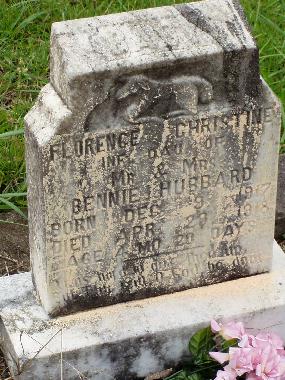 FLORENCE CHRISTINE
INF. DAU. OF
MR. & MRS.
BENNIE HUBBARD
BORN DEC. 9, 1917
DIED APR. 29, 1918
AGE 4 MO. 20 DAYS